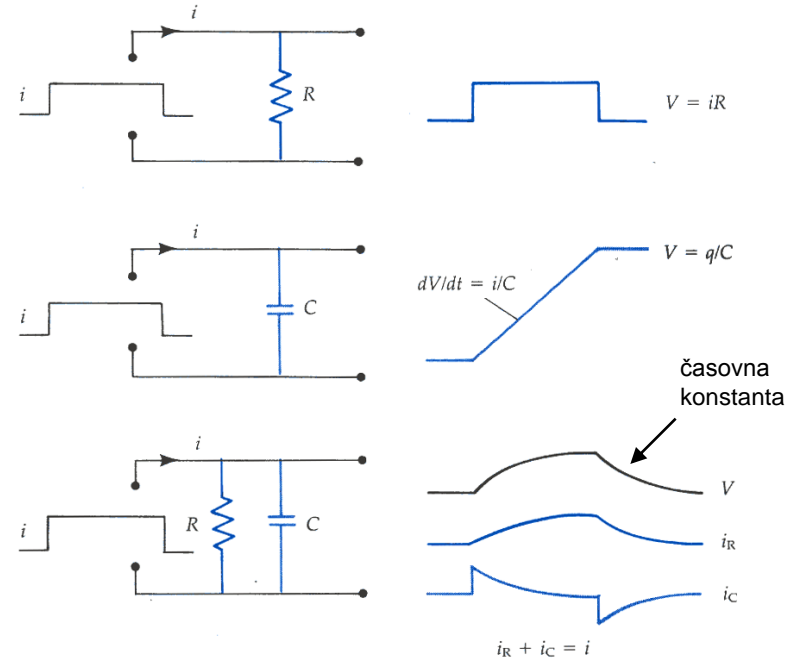 i
i
R
V = iR
i
i
C
dV/dt = i/C
V = q/C
časovna
konstanta
i
i
R
C
V
iR
iC
iR + iC = i